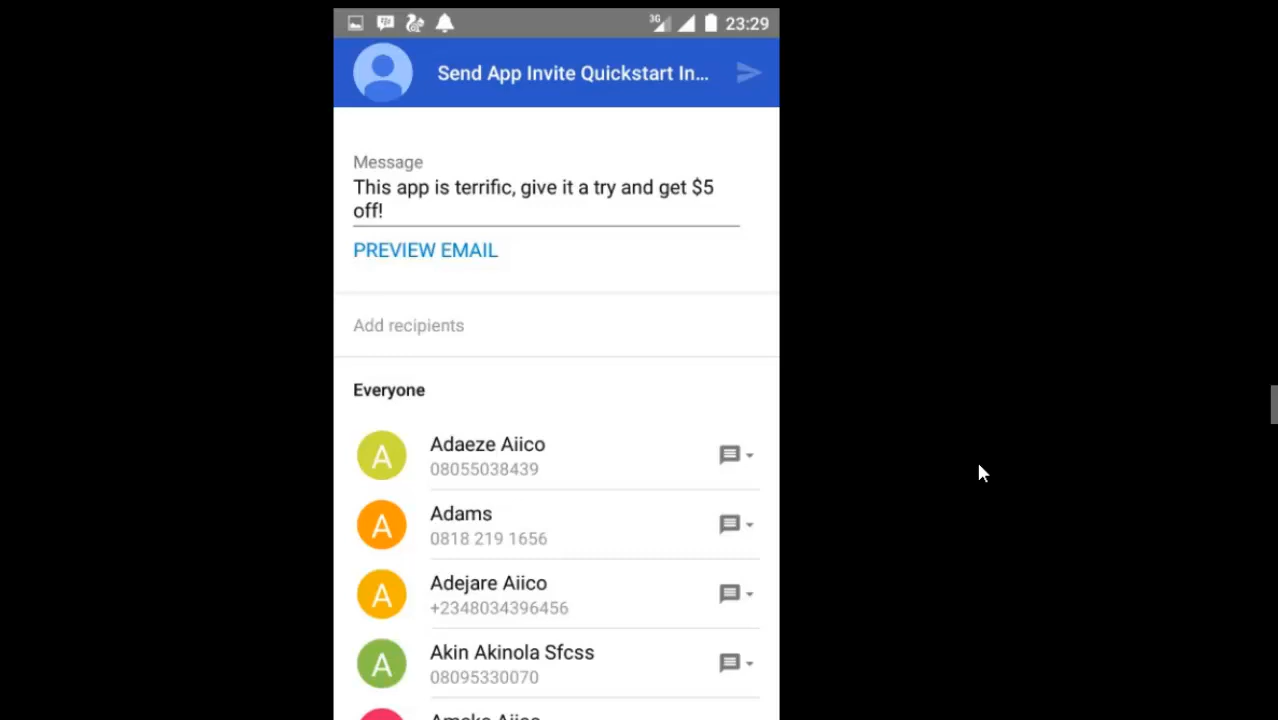 3G 23:29
Send App Invite Quickstart In...
Message
This app is terrific, give it a try and get $5
off!
PREVIEW EMAIL
Add recipients
Everyone
A Adaeze Aiico
08055038439
A Adams
0818 219 1656
A Adejare Aiico
+2348034396456
A Akin Akinola Sfcss
08095330070